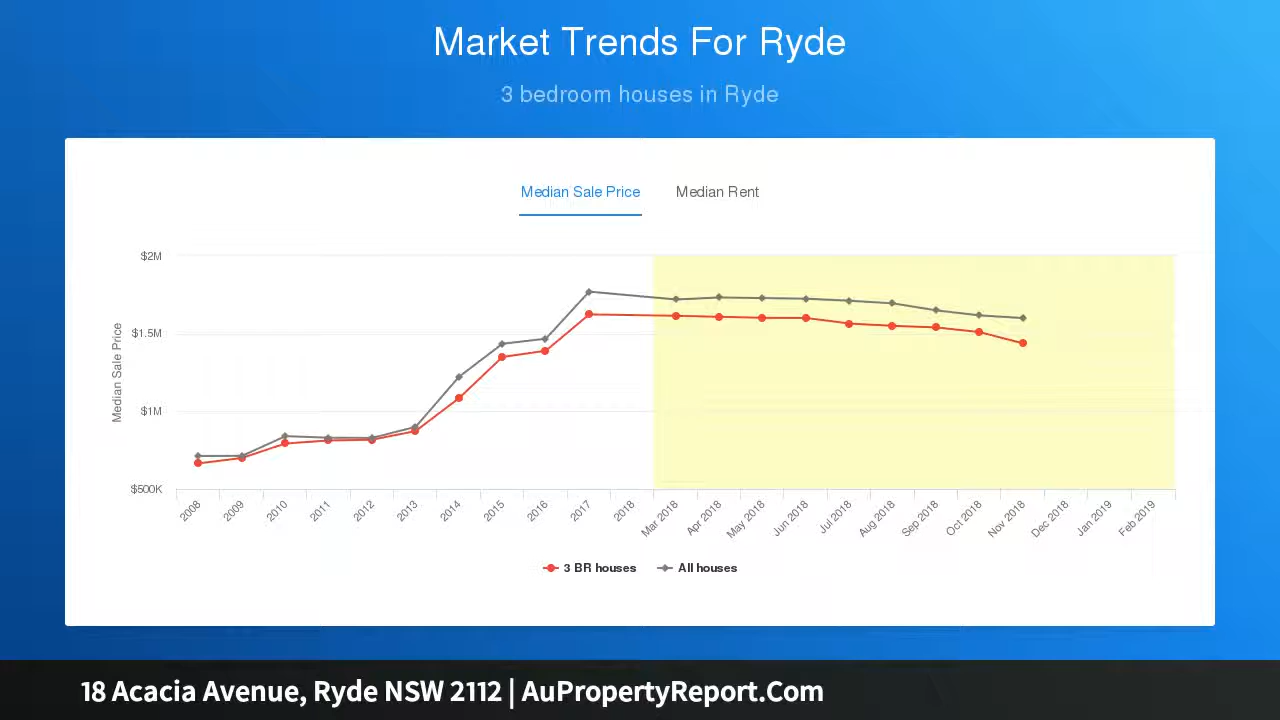 Market Trends For Ryde
3 bedroom houses in Ryde
Median Sale Price Median Rent
Median Sale Price
$2M
$1.5M
$1M
$500K
2008 2009 2010 2011 2012 2013 2014 2015 2016 2017 2018 Mar 2018 Apr 2018 May 2018 Jun 2018 Jul 2018 Aug 2018 Sep 2018 Oct 2018 Nov 2018 Dec 2018 Jan 2019 Feb 2019
3 BR houses All houses
18 Acacia Avenue, Ryde NSW 2112 | AuPropertyReport.Com